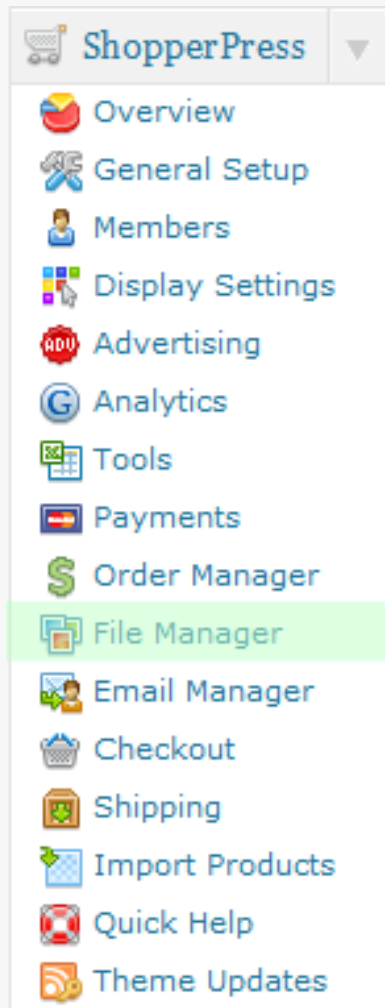 ShopperPress
Overview
General Setup
Members
Display Settings
ADV Advertising
G Analytics
Tools
Payments
Order Manager
File Manager
Email Manager
Checkout
Shipping
Import Products
Quick Help
Theme Updates